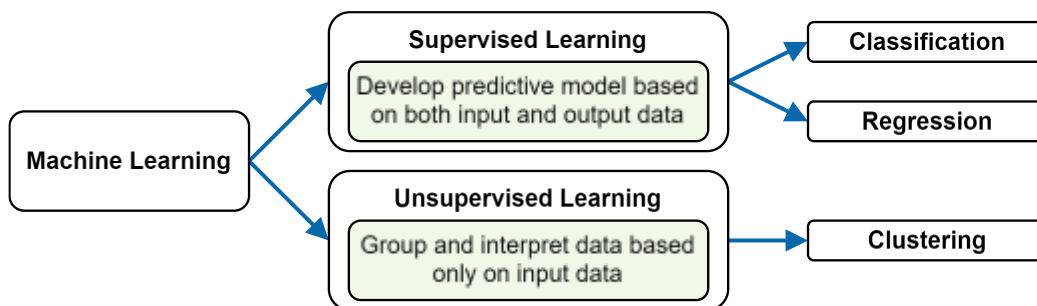 Machine Learning
Supervised Learning
Develop predictive model based
on both input and output data
Classification
Regression
Unsupervised Learning
Group and interpret data based
only on input data
Clustering